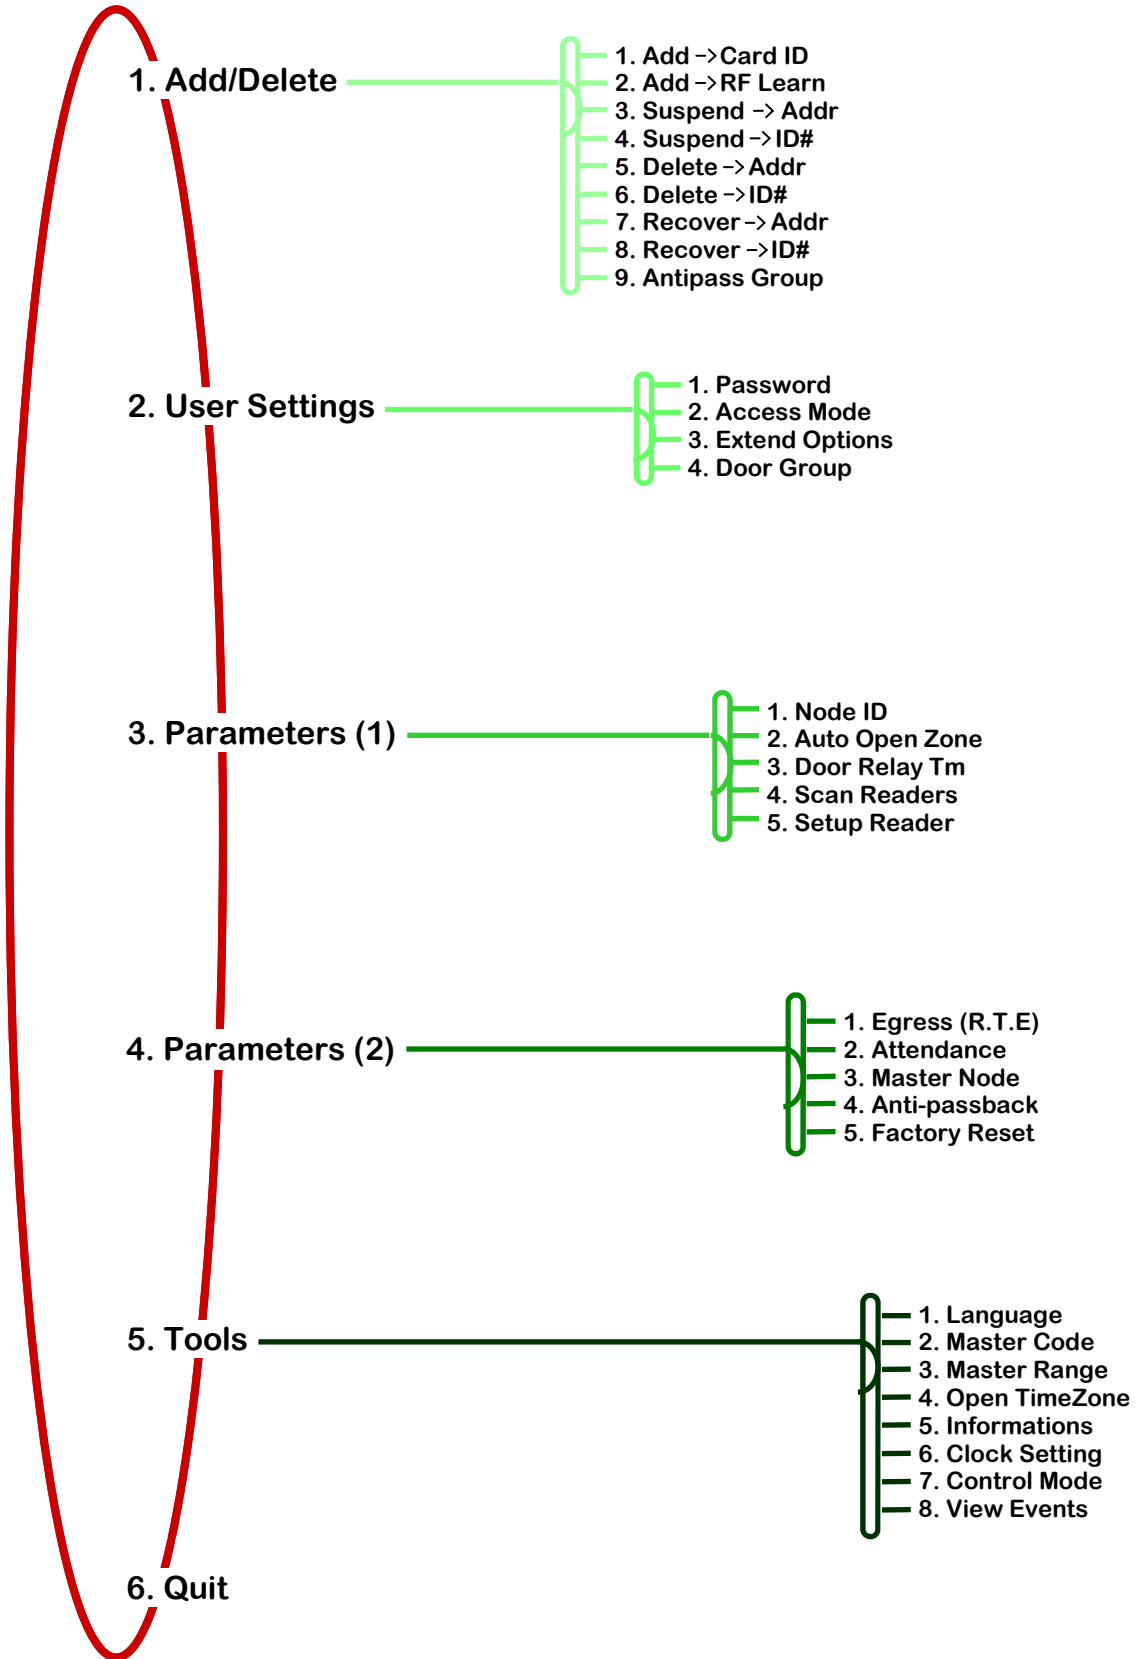 1. Add/Delete
1. Add ->Card ID
2. Add ->RF Learn
3. Suspend -> Addr
4. Suspend ->ID#
5. Delete ->Addr
6. Delete ->ID#
7. Recover -> Addr
8. Recover ->ID#
9. Antipass Group
2. User Settings
1. Password
2. Access Mode
3. Extend Options
4. Door Group
3. Parameters (1)
1. Node ID
2. Auto Open Zone
3. Door Relay Tm
4. Scan Readers
5. Setup Reader
4. Parameters (2)
1. Egress (R.T.E)
2. Attendance
3. Master Node
4. Anti-passback
5. Factory Reset
5. Tools
1. Language
2. Master Code
3. Master Range
4. Open TimeZone
5. Informations
6. Clock Setting
7. Control Mode
8. View Events
6. Quit